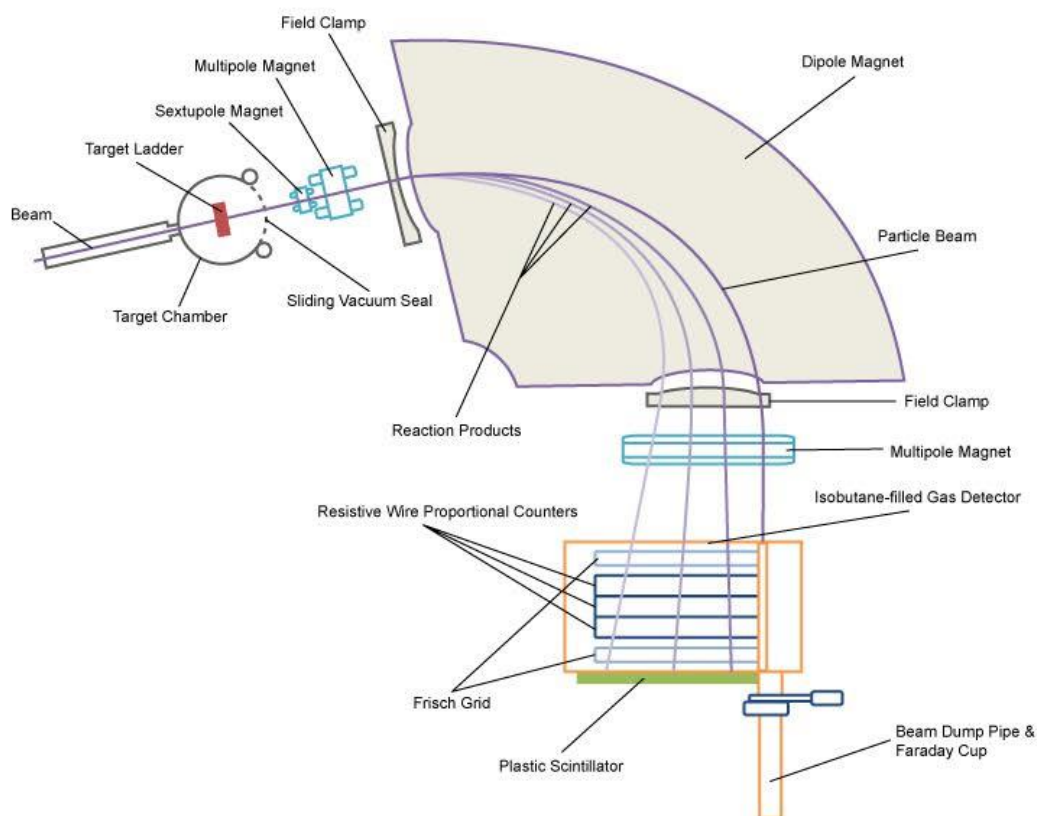 Field Clamp
Multipole Magnet
Sextupole Magnet
Target Ladder
Beam
Target Chamber
Sliding Vacuum Seal
Dipole Magnet
Particle Beam
Reaction Products
Field Clamp
Multipole Magnet
Isobutane-filled Gas Detector
Resistive Wire Proportional Counters
Frisch Grid
Plastic Scintillator
Beam Dump Pipe &
Faraday Cup